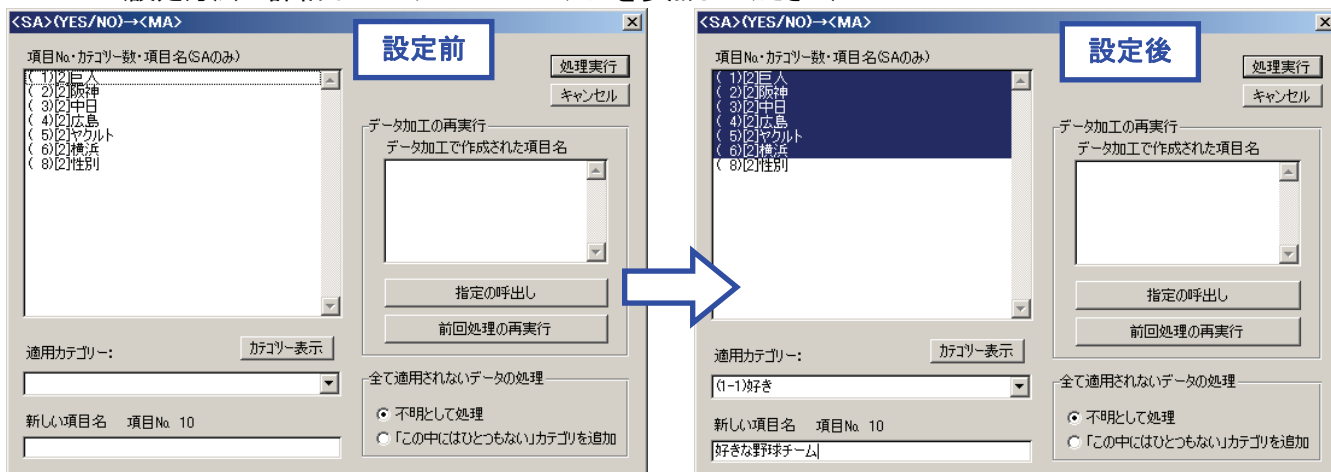 <SA>(YES/NO)→<MA>
設定前
項目No・カテゴリー数・項目名(SAのみ)
( 1)[2]巨人
( 2)[2]阪神
( 3)[2]中日
( 4)[2]広島
( 5)[2]ヤクルト
( 6)[2]横浜
( 8)[2]性別
処理実行
キャンセル
データ加工の再実行
データ加工で作成された項目名
指定の呼出し
前回処理の再実行
適用カテゴリー:
カテゴリー表示
新しい項目名 項目No. 10
全て適用されないデータの処理
不明として処理
「この中にはひとつもない」カテゴリを追加
<SA>(YES/NO)→<MA>
設定後
項目No・カテゴリー数・項目名(SAのみ)
( 1)[2]巨人
( 2)[2]阪神
( 3)[2]中日
( 4)[2]広島
( 5)[2]ヤクルト
( 6)[2]横浜
( 8)[2]性別
処理実行
キャンセル
データ加工の再実行
データ加工で作成された項目名
指定の呼出し
前回処理の再実行
適用カテゴリー:
カテゴリー表示
(1-1)好き
新しい項目名 項目No. 10
好きな野球チーム
全て適用されないデータの処理
不明として処理
「この中にはひとつもない」カテゴリを追加